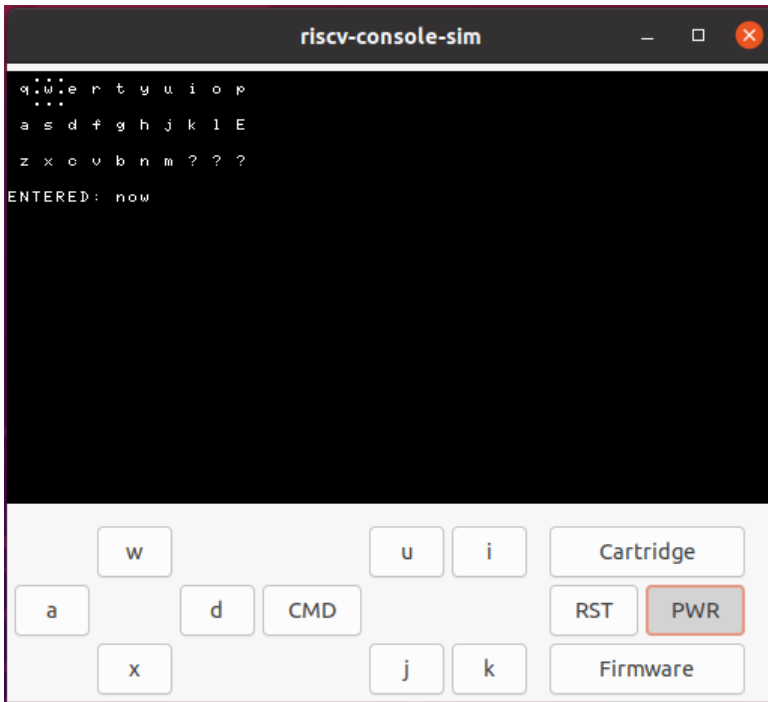 riscv-console-sim
q w e r t y u i o p
a s d f g h j k l E
z x c v b n m ? ? ?
ENTERED: now
w u i Cartridge
a d CMD RST PWR
x j k Firmware